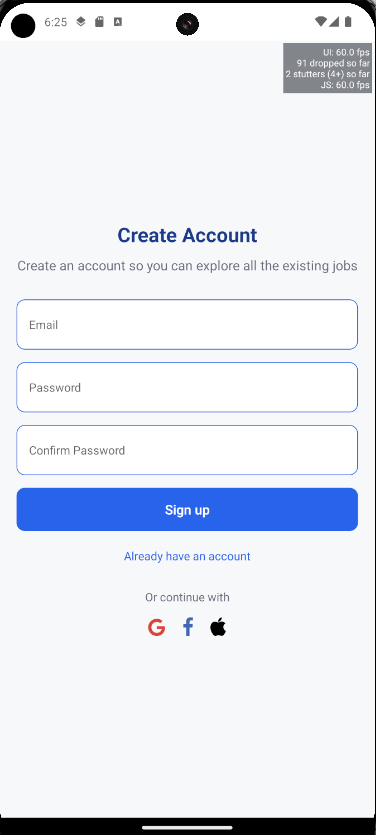 6:25
UI: 60.0 fps
91 dropped so far
2 stutters (4+) so far
JS: 60.0 fps
Create Account
Create an account so you can explore all the existing jobs
Email
Password
Confirm Password
Sign up
Already have an account
Or continue with